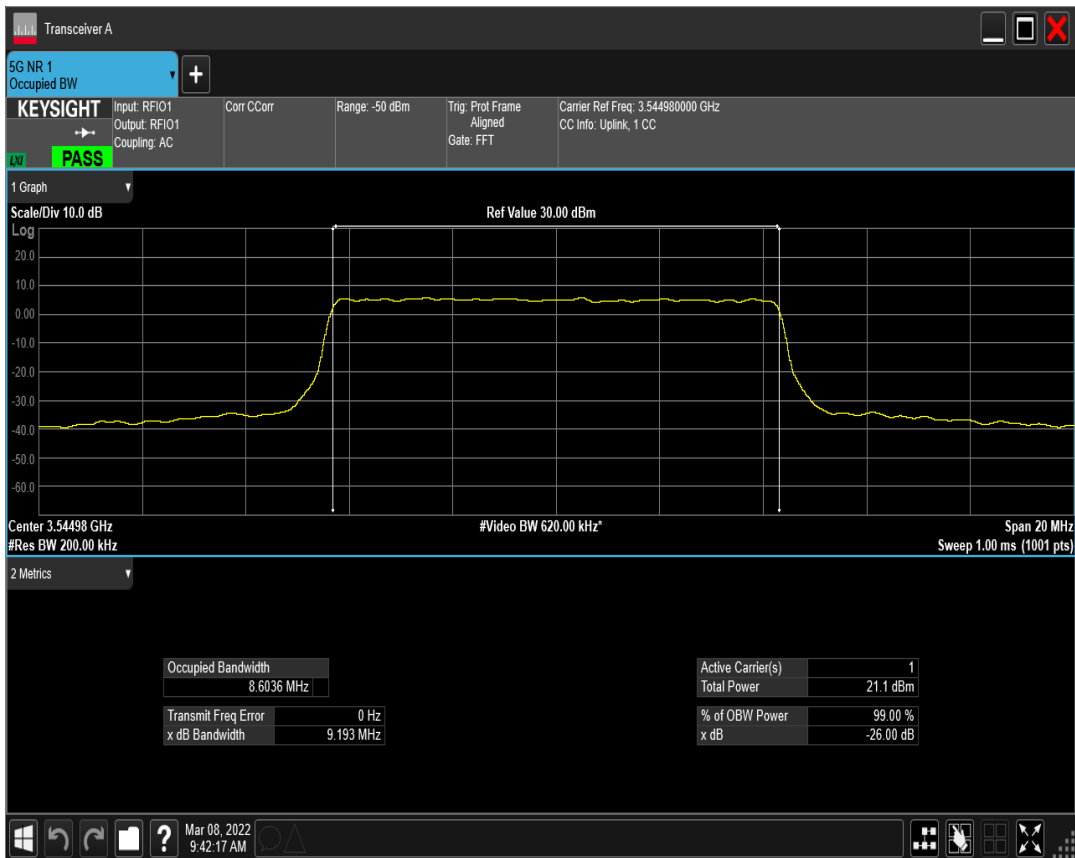 Transceiver A
5G NR 1
Occupied BW
+
KEYSIGHT
LXI
PASS
Input: RFIO1
Output: RFIO1
Coupling: AC
Corr CCorr
Range: -50 dBm
Trig: Prot Frame
Aligned
Gate: FFT
Carrier Ref Freq: 3.544980000 GHz
CC Info: Uplink, 1 CC
1 Graph
Scale/Div 10.0 dB
Ref Value 30.00 dBm
Log
20.0
10.0
0.00
-10.0
-20.0
-30.0
-40.0
-50.0
-60.0
Center 3.54498 GHz
#Video BW 620.00 kHz*
Span 20 MHz
#Res BW 200.00 kHz
Sweep 1.00 ms (1001 pts)
2 Metrics
Occupied Bandwidth
8.6036 MHz
Transmit Freq Error 0 Hz
x dB Bandwidth 9.193 MHz
Active Carrier(s) 1
Total Power 21.1 dBm
% of OBW Power 99.00 %
x dB -26.00 dB
?
Mar 08, 2022
9:42:17 AM